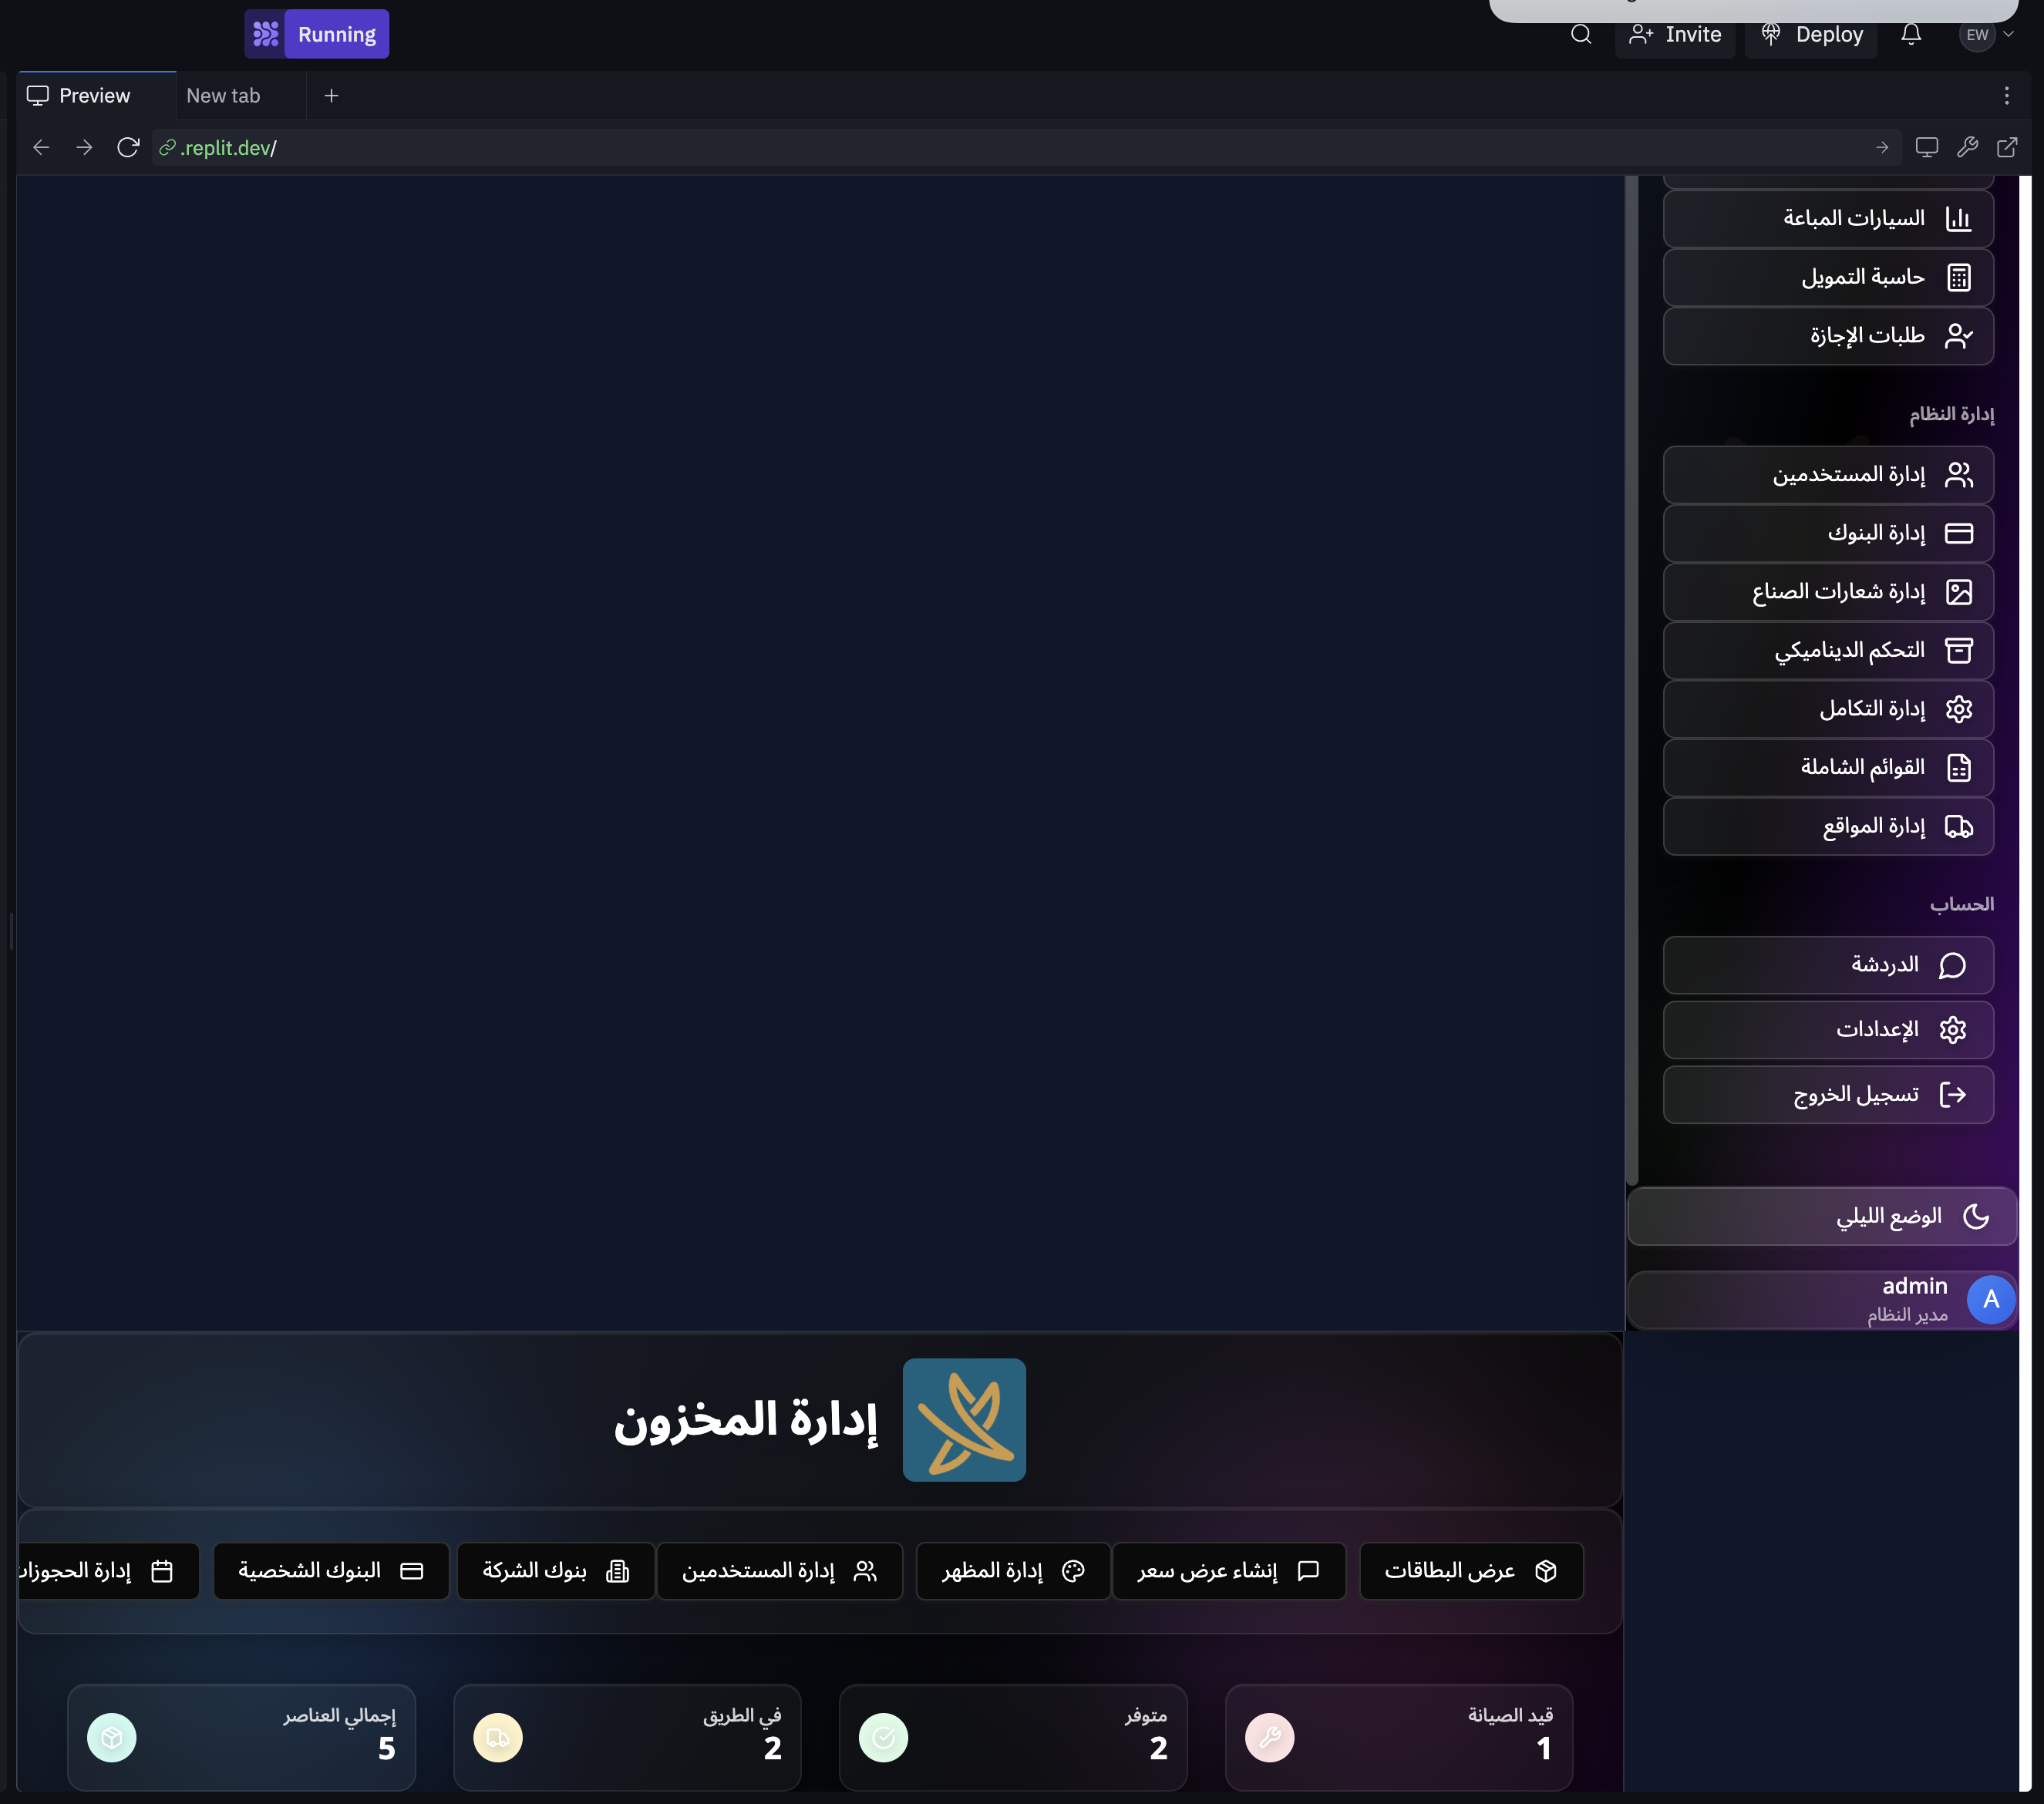 Running
Invite
Deploy
EW
Preview
New tab
.replit.dev/
السيارات المباعة
حاسبة التمويل
طلبات الإجازة
إدارة النظام
إدارة المستخدمين
إدارة البنوك
إدارة شعارات الصناع
التحكم الديناميكي
إدارة التكامل
القوائم الشاملة
إدارة المواقع
الحساب
الدردشة
الإعدادات
تسجيل الخروج
الوضع الليلي
A
admin
مدير النظام
إدارة المخزون
عرض البطاقات
إنشاء عرض سعر
إدارة المظهر
إدارة المستخدمين
بنوك الشركة
البنوك الشخصية
إدارة الحجوزات
قيد الصيانة
1
متوفر
2
في الطريق
2
إجمالي العناصر
5